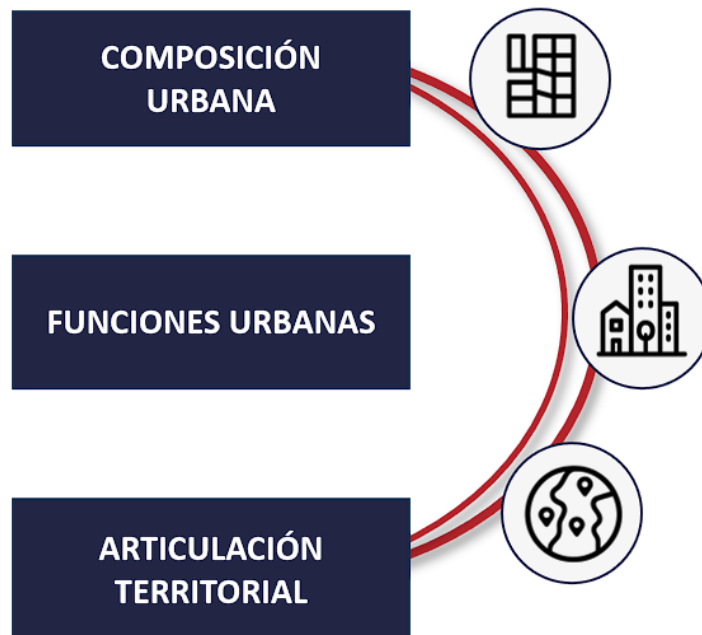 COMPOSICIÓN
URBANA
FUNCIONES URBANAS
ARTICULACIÓN
TERRITORIAL